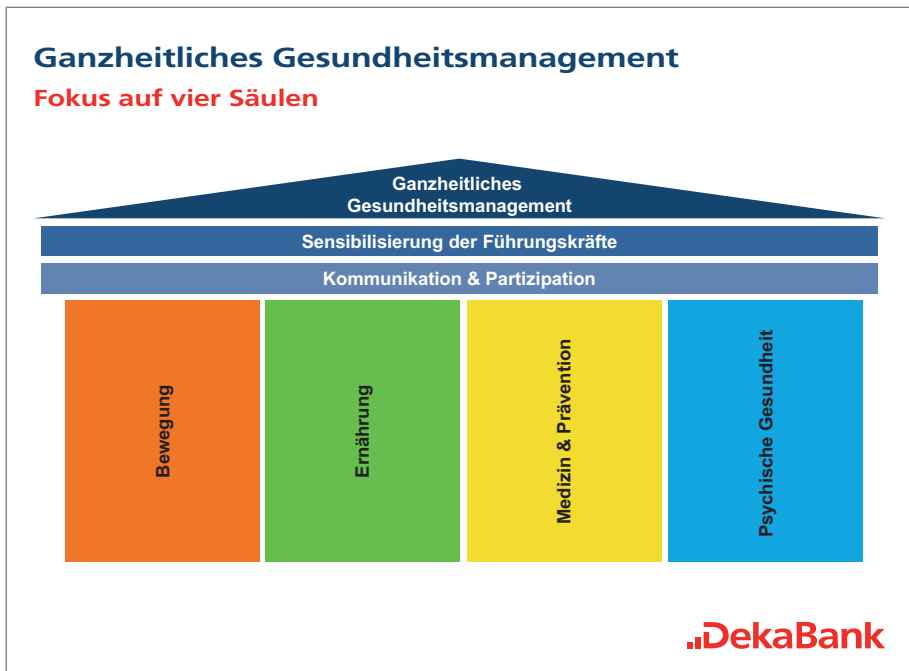 Ganzheitliches Gesundheitsmanagement
Fokus auf vier Säulen
Ganzheitliches
Gesundheitsmanagement
Sensibilisierung der Führungskräfte
Kommunikation & Partizipation
Bewegung
Ernährung
Medizin & Prävention
Psychische Gesundheit
DekaBank